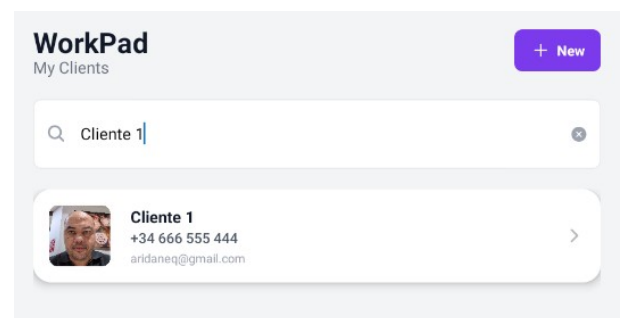 WorkPad
My Clients
+ New
Cliente 1
Cliente 1
+34 666 555 444
aridaneq@gmail.com